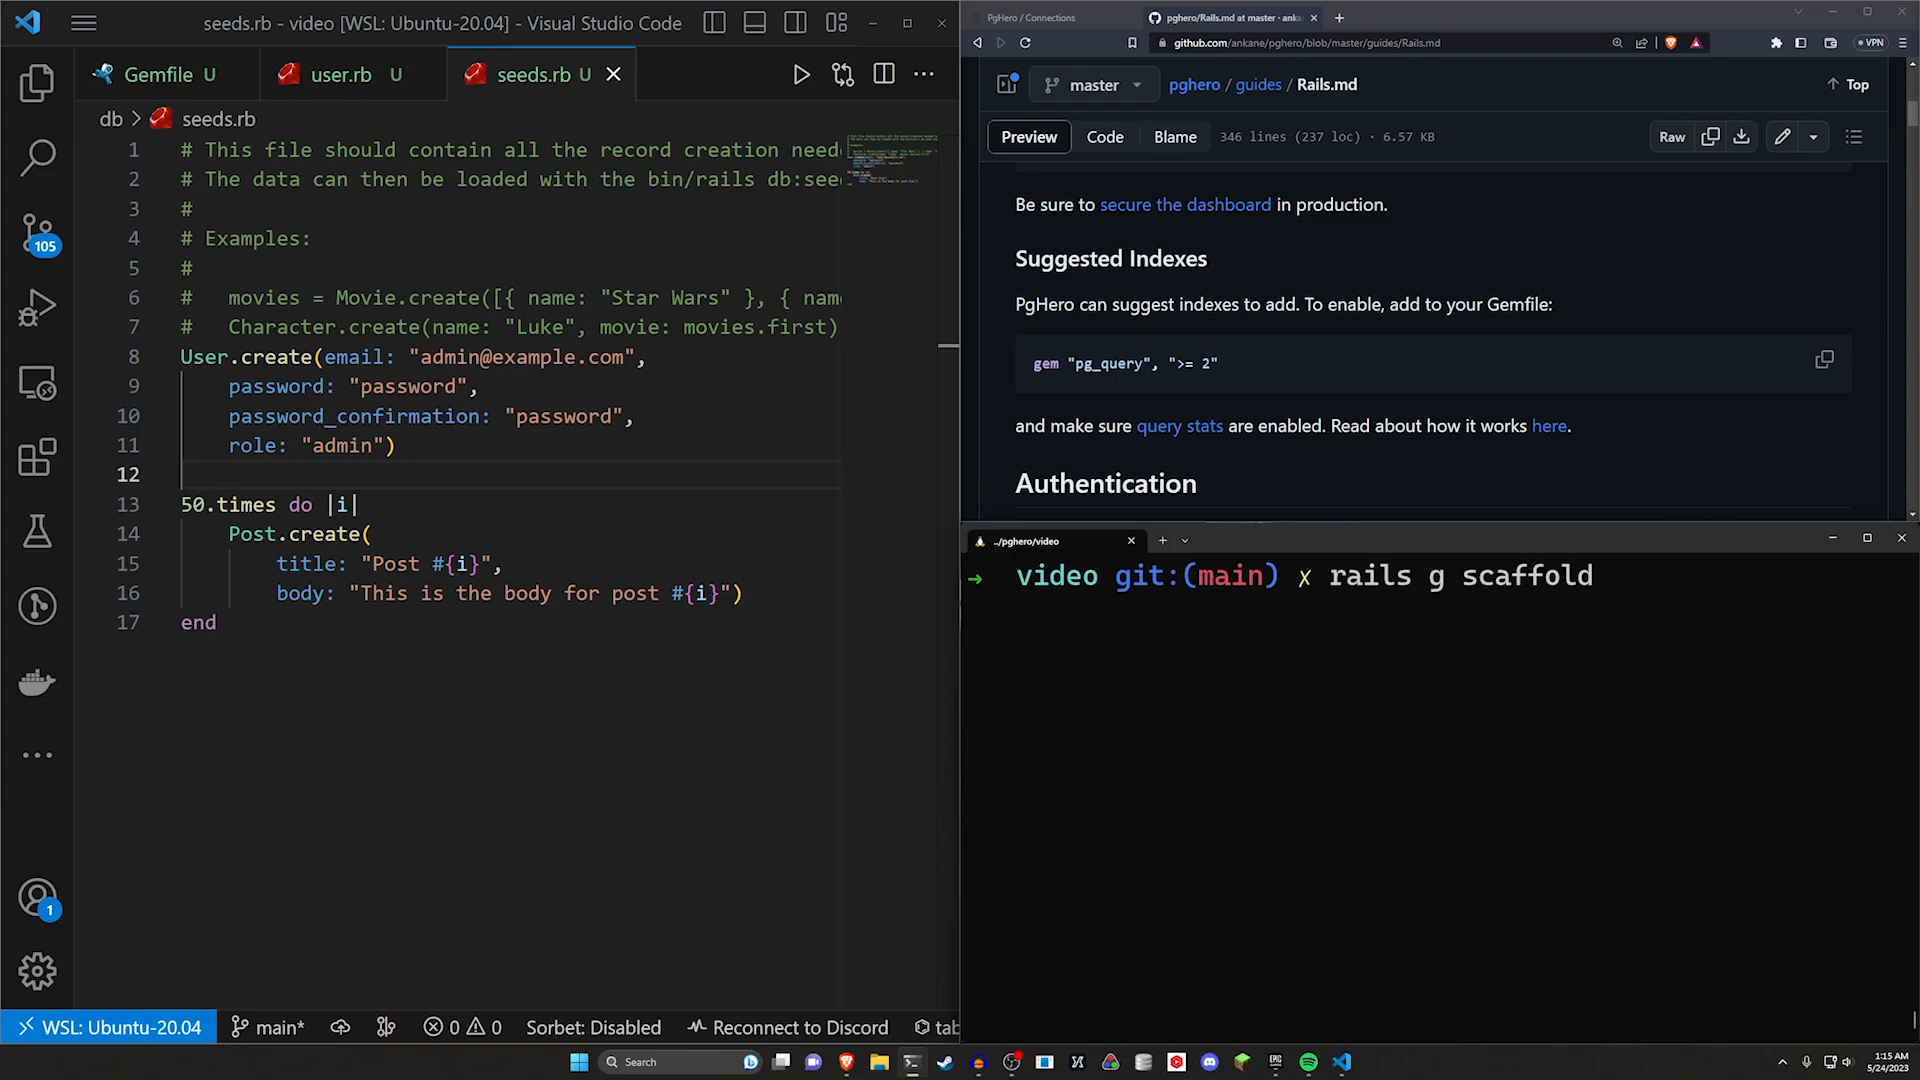 seeds.rb - video [WSL: Ubuntu-20.04] - Visual Studio Code
Gemfile U
user.rb U
seeds.rb U
db > seeds.rb
1 # This file should contain all the record creation need
2 # The data can then be loaded with the bin/rails db:see
3 #
4 # Examples:
5 #
6 #   movies = Movie.create([{ name: "Star Wars" }, { nam
7 #   Character.create(name: "Luke", movie: movies.first)
8 User.create(email: "admin@example.com",
9     password: "password",
10     password_confirmation: "password",
11     role: "admin")
12
13 50.times do |i|
14     Post.create(
15         title: "Post #{i}",
16         body: "This is the body for post #{i}")
17 end
105
1
WSL: Ubuntu-20.04
main*
0 0
Sorbet: Disabled
Reconnect to Discord
tab
PgHero / Connections
pghero/Rails.md at master · anka
github.com/ankane/pghero/blob/master/guides/Rails.md
VPN
master
pghero / guides / Rails.md
Top
Preview
Code
Blame
346 lines (237 loc) · 6.57 KB
Raw
Be sure to secure the dashboard in production.
Suggested Indexes
PgHero can suggest indexes to add. To enable, add to your Gemfile:
gem "pg_query", ">= 2"
and make sure query stats are enabled. Read about how it works here.
Authentication
../pghero/video
→ video git:(main) ✗ rails g scaffold
Search
EPIC
1:15 AM
5/24/2023